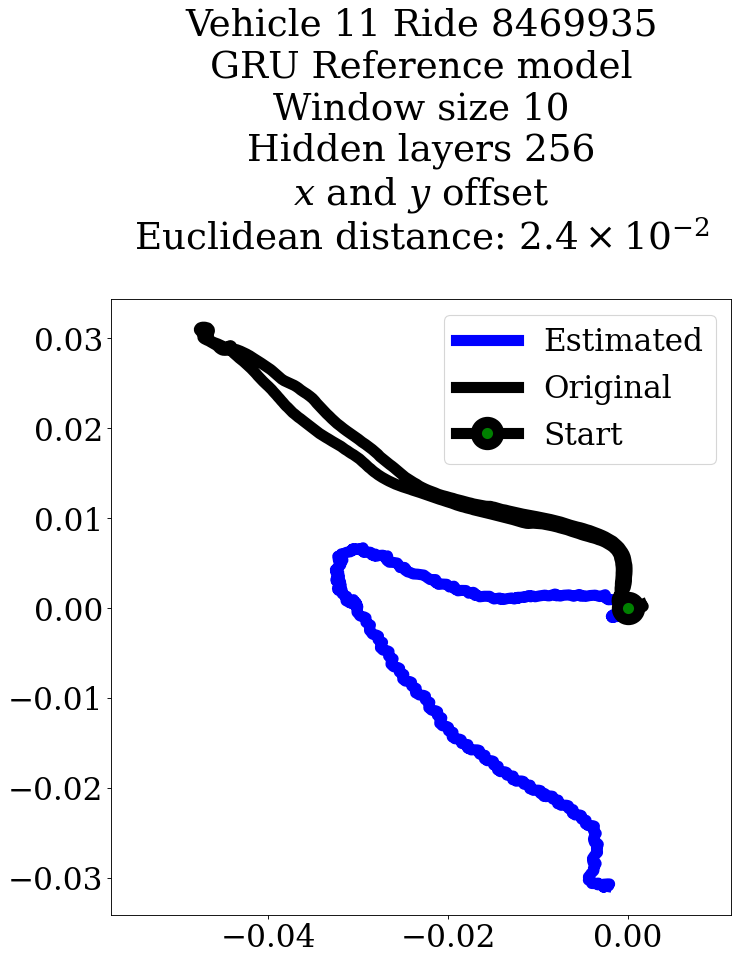 Vehicle 11 Ride 8469935
GRU Reference model
Window size 10
Hidden layers 256
x and y offset
Euclidean distance: 2.4 × 10⁻²
Estimated
Original
Start
0.03
0.02
0.01
0.00
−0.01
−0.02
−0.03
−0.04 −0.02 0.00